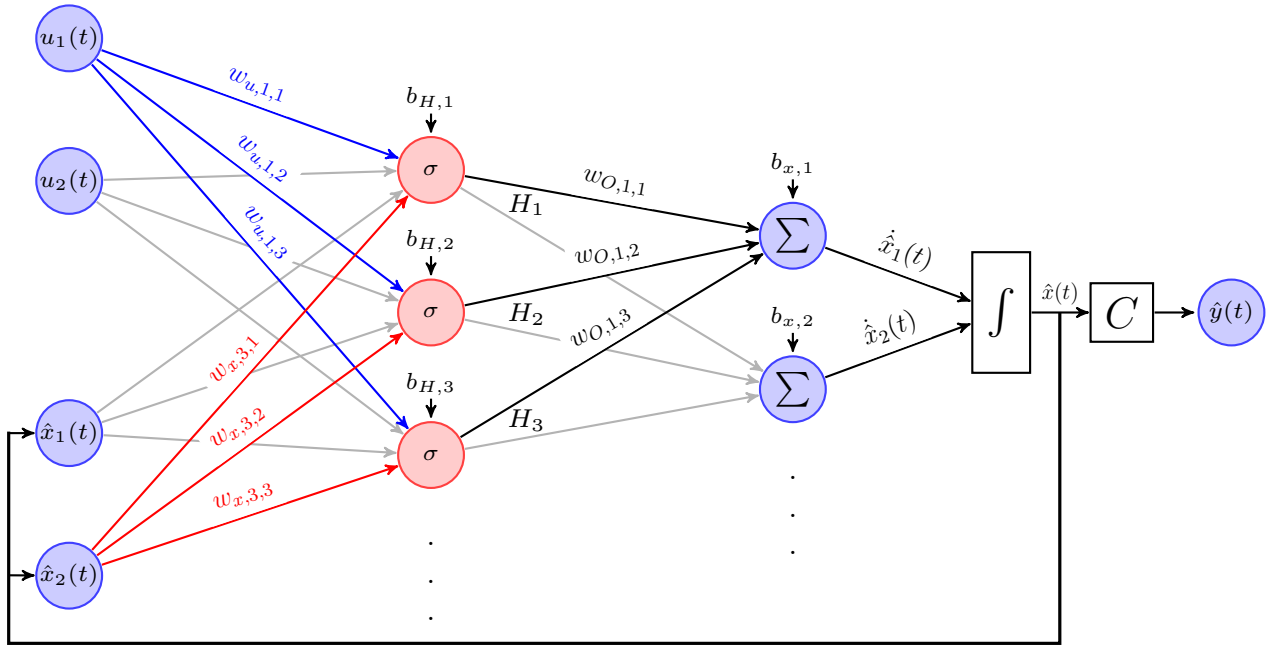 u₁(t)
u₂(t)
x̂₁(t)
x̂₂(t)
w_{u,1,1}
w_{u,1,2}
w_{u,1,3}
w_{x,3,1}
w_{x,3,2}
w_{x,3,3}
b_{H,1}
σ
b_{H,2}
σ
b_{H,3}
σ
.
.
.
H₁
H₂
H₃
w_{O,1,1}
w_{O,1,2}
w_{O,1,3}
b_{x,1}
∑
b_{x,2}
∑
.
.
.
ẋ̂₁(t)
ẋ̂₂(t)
∫
x̂(t)
C
ŷ(t)